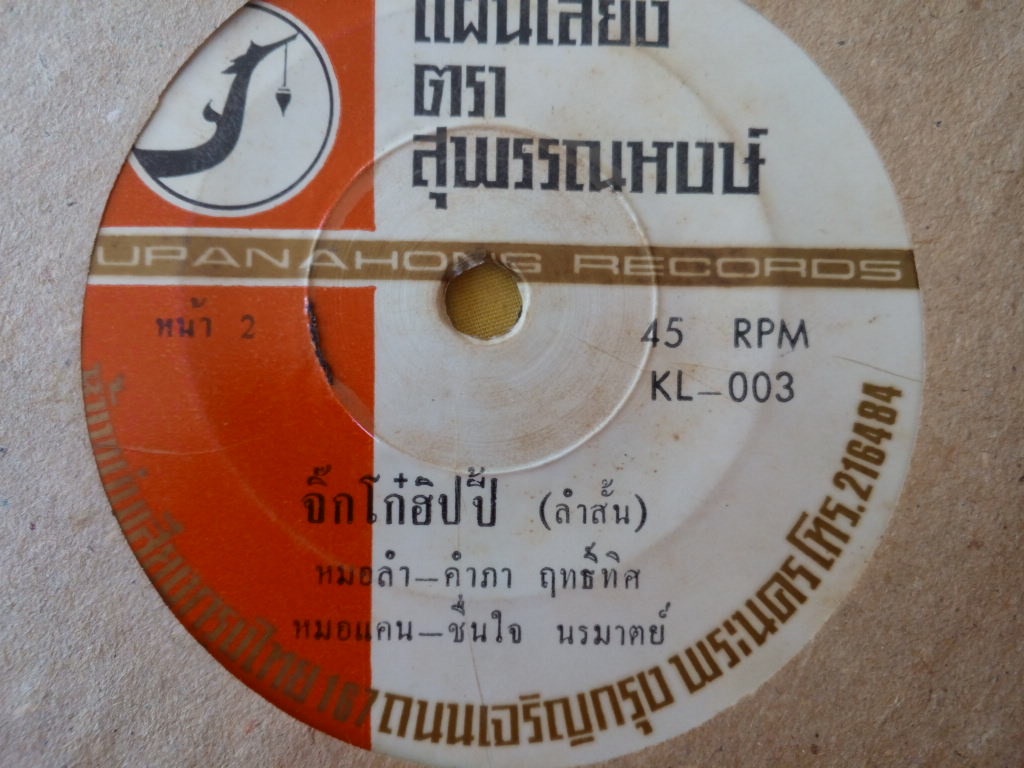 แผ่นเสียง
ตรา
สุพรรณหงษ์
UPANAHONG RECORDS
หน้า 2
45 RPM
KL-003
จิ๊กโก๋ฮิปปี้ (ลำสั้น)
หมอลำ-คำภา ฤทธิ์ทิศ
หมอแคน-ชื่นใจ นรมาตย์
ห้างแผ่นเสียงนครไทย 167 ถนนเจริญกรุง พระนคร โทร.216484